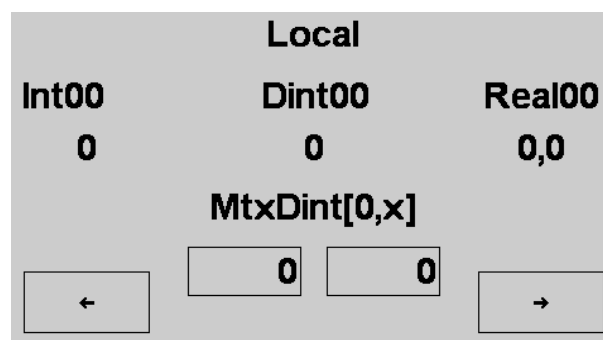 Local
Int00 Dint00 Real00
0 0 0,0
MtxDint[0,x]
0 0
← →